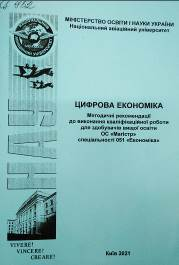 МІНІСТЕРСТВО ОСВІТИ І НАУКИ УКРАЇНИ
Національний авіаційний університет
НАУ
ЦИФРОВА ЕКОНОМІКА
Методичні рекомендації
до виконання кваліфікаційної роботи
для здобувачів вищої освіти
ОС «Магістр»
спеціальності 051 «Економіка»
VIVERE!
VINCERE!
CREARE!
Київ 2021